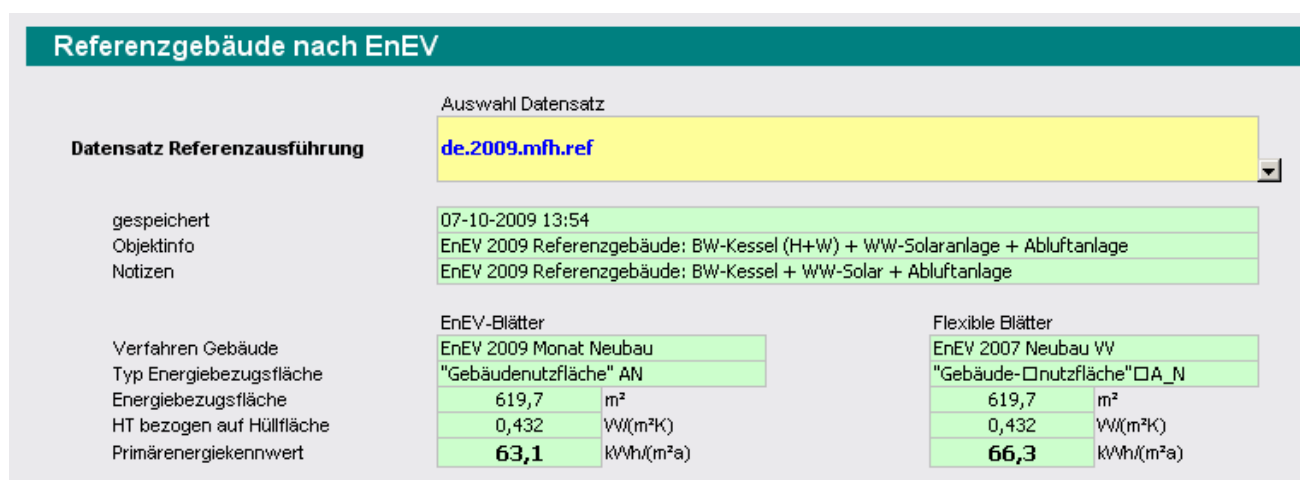 Referenzgebäude nach EnEV
Auswahl Datensatz
Datensatz Referenzausführung de.2009.mfh.ref
gespeichert 07-10-2009 13:54
Objektinfo EnEV 2009 Referenzgebäude: BW-Kessel (H+W) + WW-Solaranlage + Abluftanlage
Notizen EnEV 2009 Referenzgebäude: BW-Kessel + WW-Solar + Abluftanlage
EnEV-Blätter Flexible Blätter
Verfahren Gebäude EnEV 2009 Monat Neubau EnEV 2007 Neubau VV
Typ Energiebezugsfläche "Gebäudenutzfläche" AN "Gebäude-□nutzfläche"□A_N
Energiebezugsfläche 619,7 m² 619,7 m²
HT bezogen auf Hüllfläche 0,432 W/(m²K) 0,432 W/(m²K)
Primärenergiekennwert 63,1 kWh/(m²a) 66,3 kWh/(m²a)